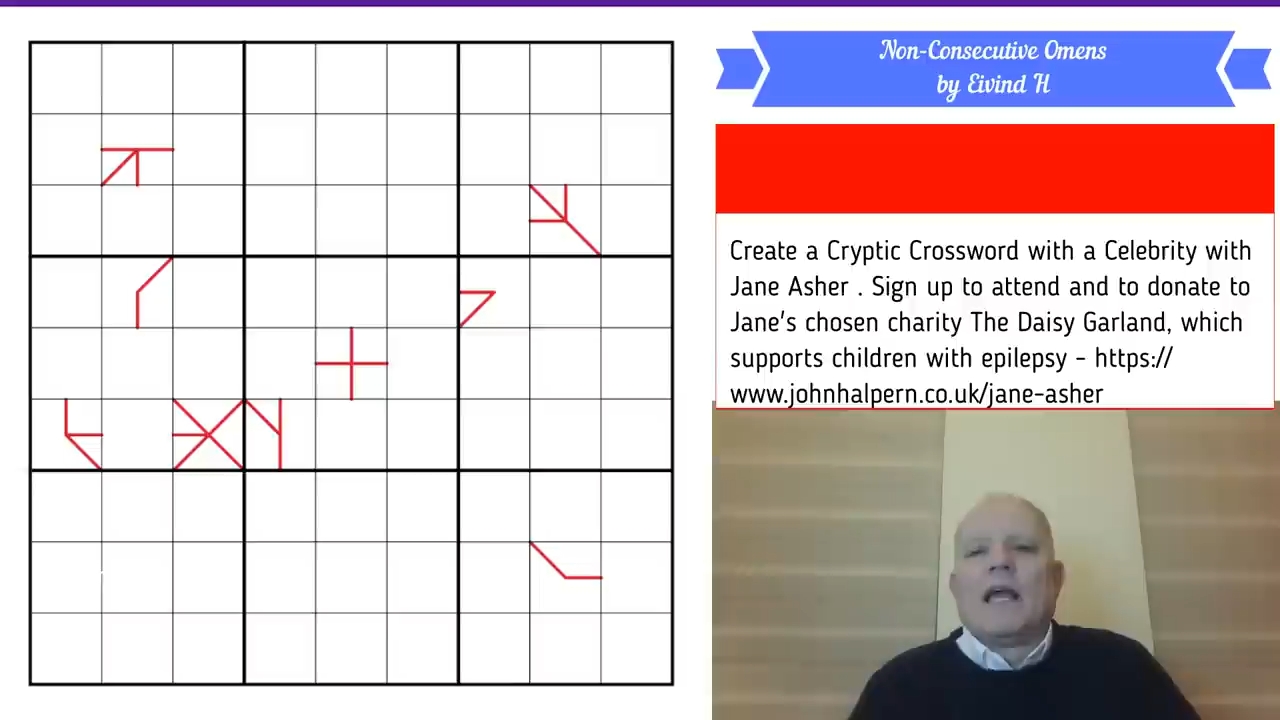 Non-Consecutive Omens
by Eivind H
Create a Cryptic Crossword with a Celebrity with
Jane Asher . Sign up to attend and to donate to
Jane's chosen charity The Daisy Garland, which
supports children with epilepsy - https://
www.johnhalpern.co.uk/jane-asher